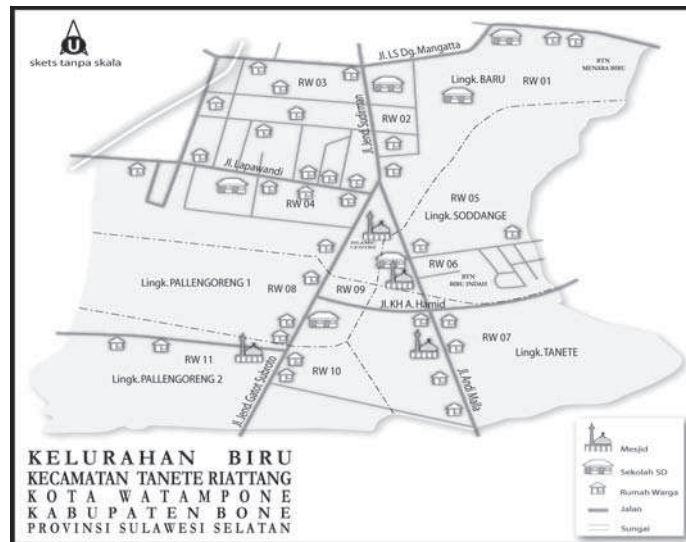 U
skets tanpa skala
Jl. LS Dg. Mangatta
Lingk. BARU
RW 01
BTN
MENARA BIRU
RW 03
RW 02
Jl. Jend. Sudirman
Jl. Lapawandi
RW 04
RW 05
Lingk. SODDANGE
ISLAMIC
CENTRE
RW 06
BTN
BIRU INDAH
Lingk. PALLENGORENG 1
RW 08
RW 09
Jl. KH A. Hamid
RW 07
Lingk. TANETE
RW 11
Lingk. PALLENGORENG 2
RW 10
Jl. Jend. Gatot Subroto
Jl. Andi Malla
KELURAHAN BIRU
KECAMATAN TANETE RIATTANG
KOTA WATAMPONE
KABUPATEN BONE
PROVINSI SULAWESI SELATAN
Mesjid
Sekolah SD
Rumah Warga
Jalan
Sungai